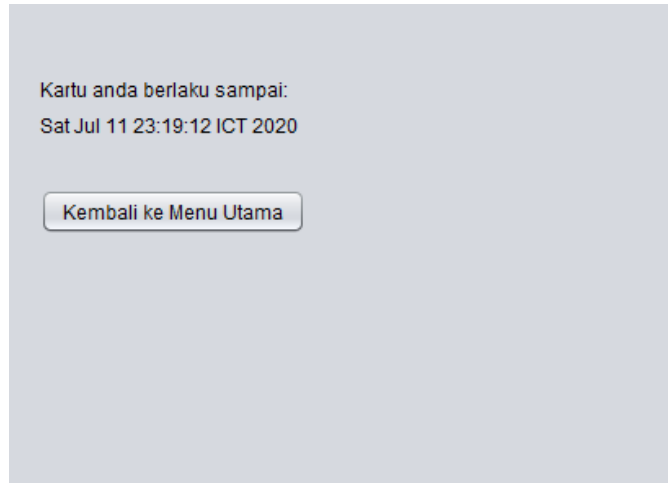 Kartu anda berlaku sampai:
Sat Jul 11 23:19:12 ICT 2020
Kembali ke Menu Utama